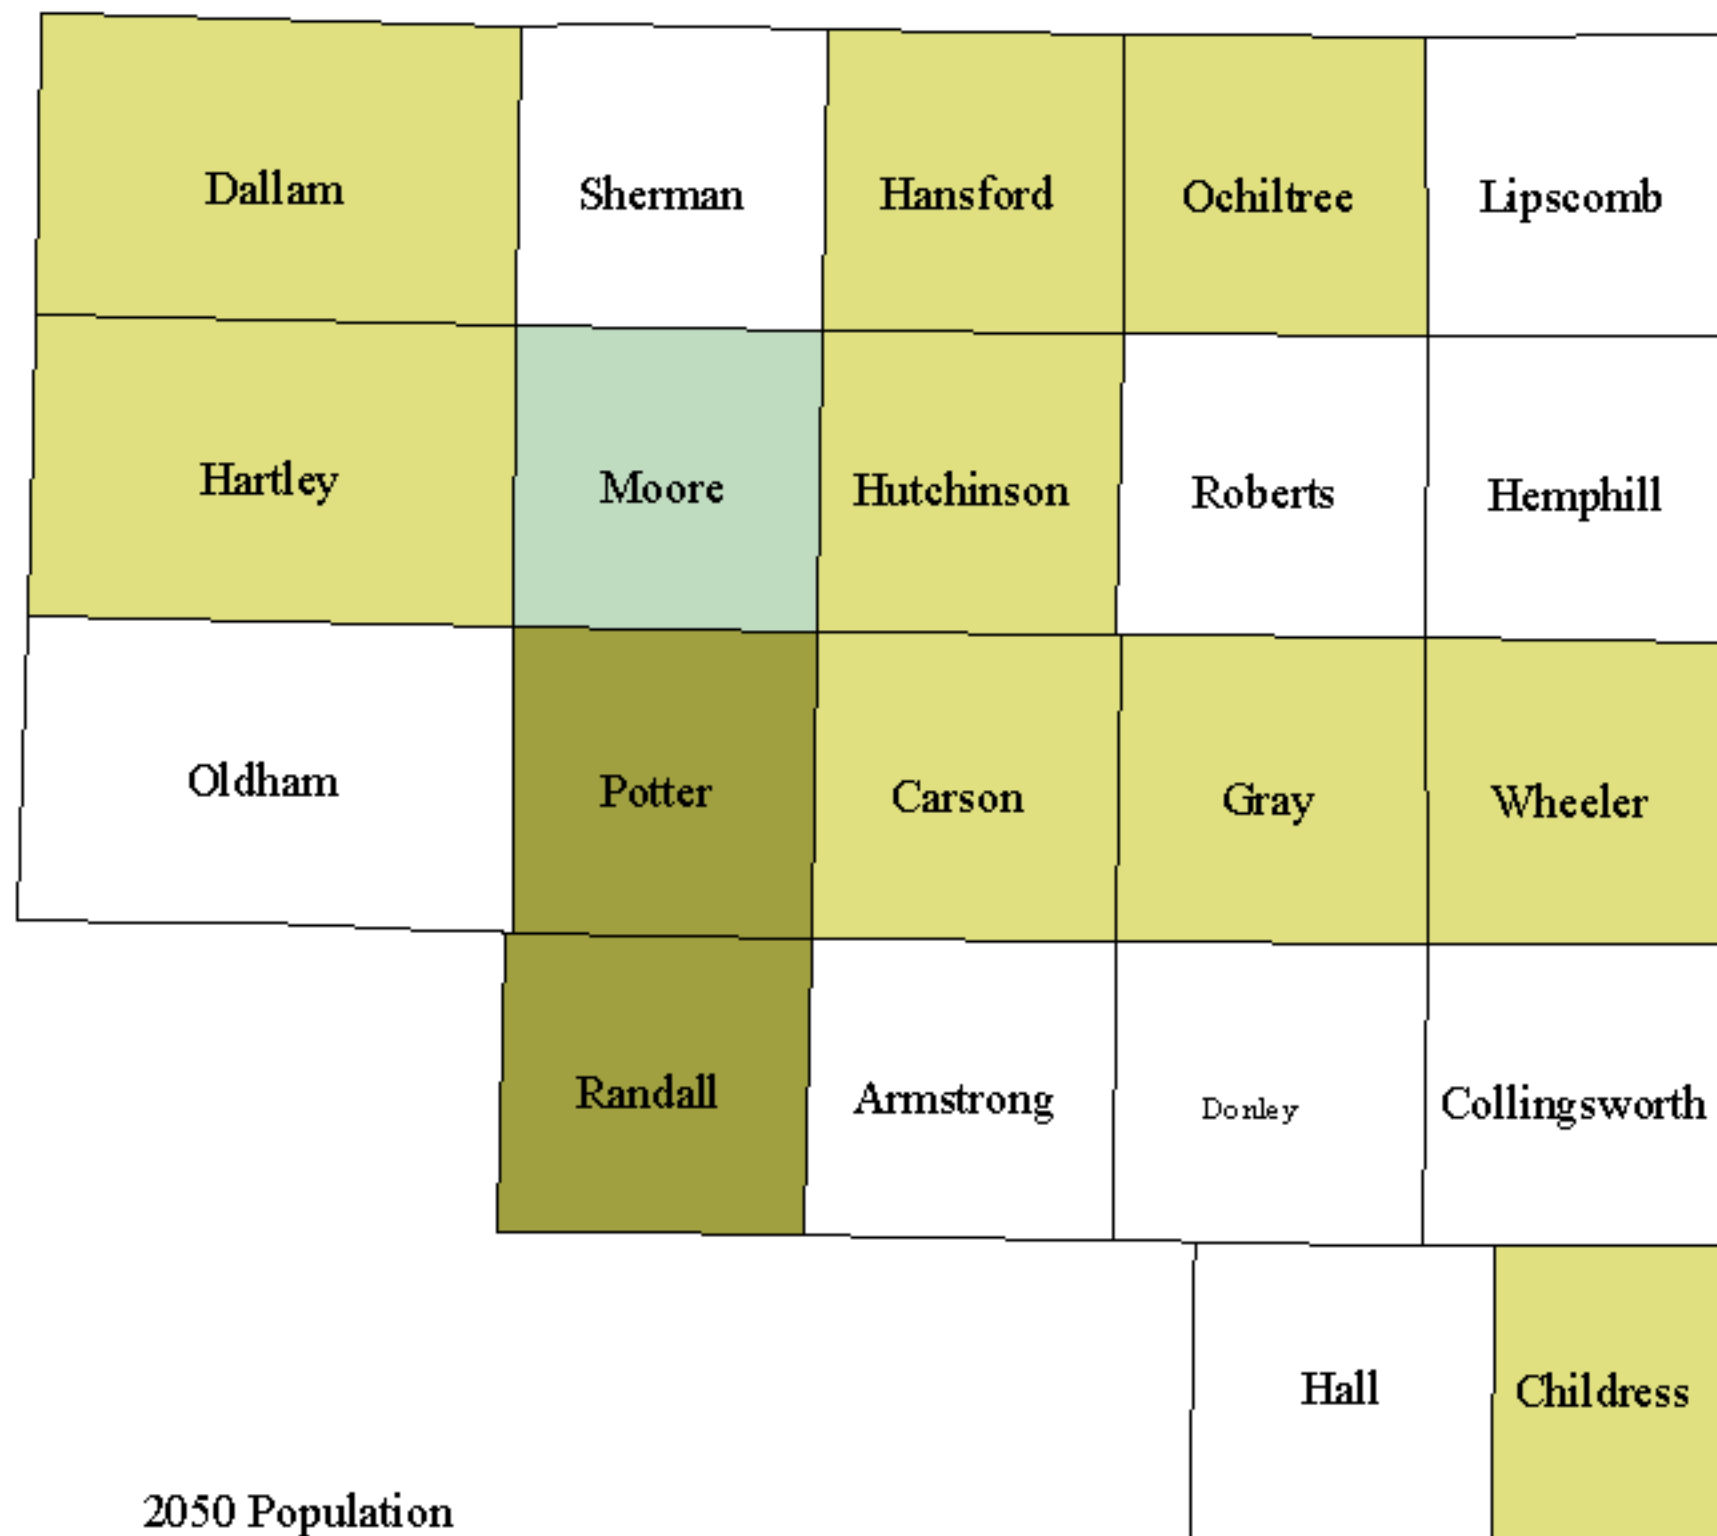 Dallam
Sherman
Hansford
Ochiltree
Lipscomb
Hartley
Moore
Hutchinson
Roberts
Hemphill
Oldham
Potter
Carson
Gray
Wheeler
Randall
Armstrong
Donley
Collingsworth
Hall
Childress
2050 Population